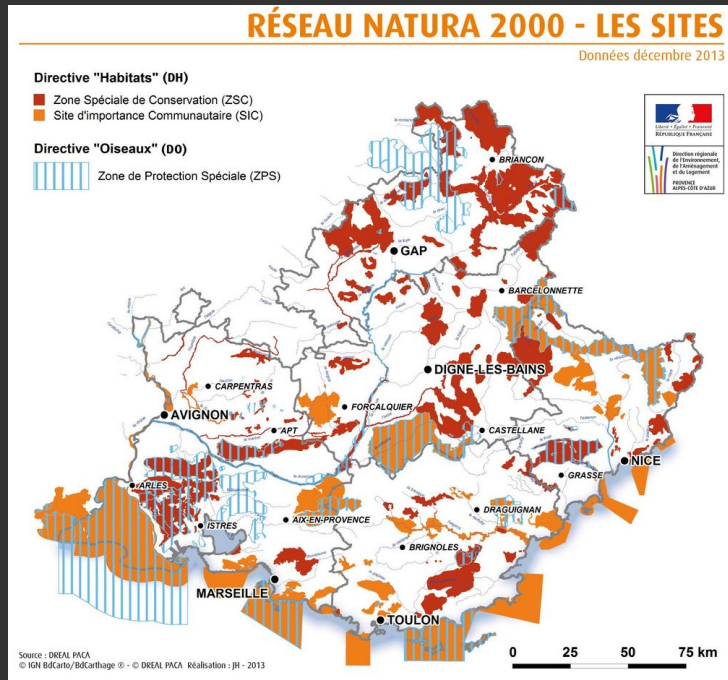 RÉSEAU NATURA 2000 - LES SITES
Données décembre 2013
Directive "Habitats" (DH)
Zone Spéciale de Conservation (ZSC)
Site d'importance Communautaire (SIC)
Directive "Oiseaux" (DO)
Zone de Protection Spéciale (ZPS)
Liberté • Égalité • Fraternité
RÉPUBLIQUE FRANÇAISE
Direction régionale
de l'Environnement,
de l'Aménagement
et du Logement
PROVENCE
ALPES-CÔTE D'AZUR
BRIANCON
GAP
BARCELONNETTE
DIGNE-LES-BAINS
CARPENTRAS
FORCALQUIER
AVIGNON
APT
CASTELLANE
NICE
GRASSE
ARLES
DRAGUIGNAN
ISTRES
AIX-EN-PROVENCE
BRIGNOLES
MARSEILLE
TOULON
Source : DREAL PACA
© IGN BdCarto/BdCarthage ® - © DREAL PACA Réalisation : JH - 2013
0 25 50 75 km